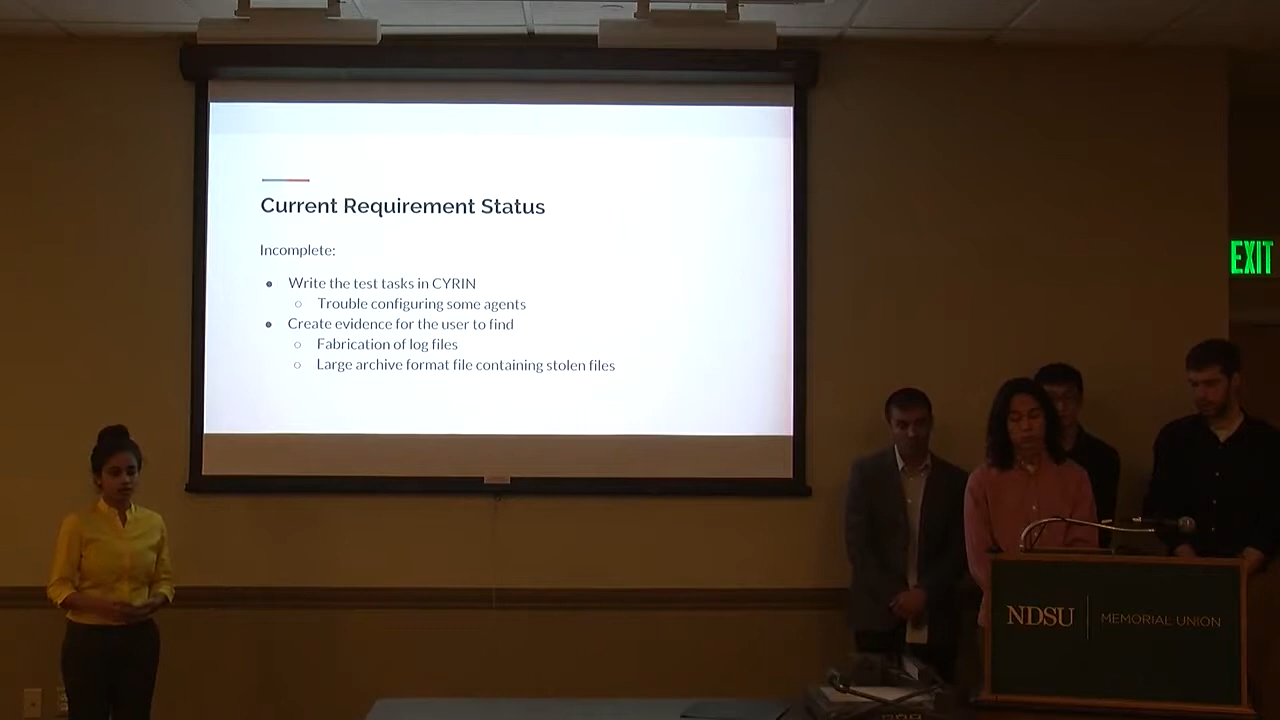 Current Requirement Status
Incomplete:
● Write the test tasks in CYRIN
○ Trouble configuring some agents
● Create evidence for the user to find
○ Fabrication of log files
○ Large archive format file containing stolen files
EXIT
NDSU | MEMORIAL UNION